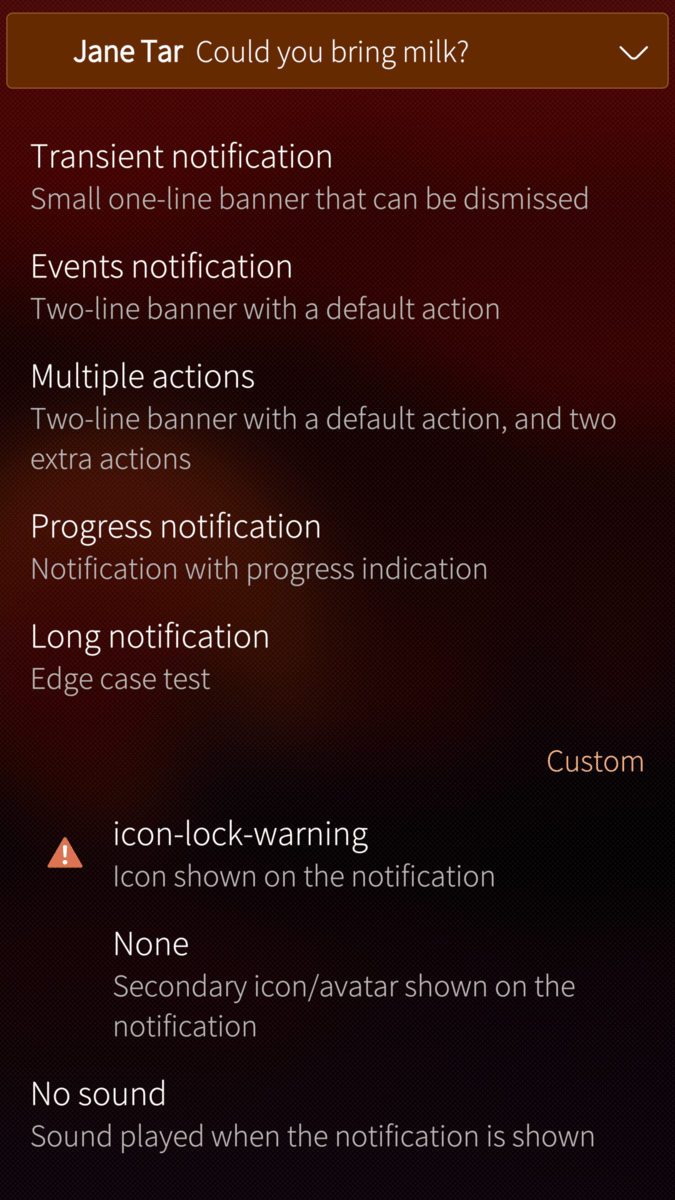 Jane Tar Could you bring milk?
Transient notification
Small one-line banner that can be dismissed
Events notification
Two-line banner with a default action
Multiple actions
Two-line banner with a default action, and two
extra actions
Progress notification
Notification with progress indication
Long notification
Edge case test
Custom
icon-lock-warning
Icon shown on the notification
None
Secondary icon/avatar shown on the
notification
No sound
Sound played when the notification is shown